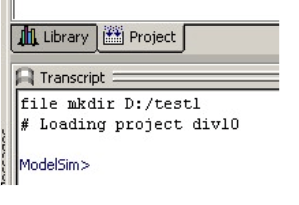 Library Project
Transcript
file mkdir D:/test1
# Loading project div10
ModelSim>